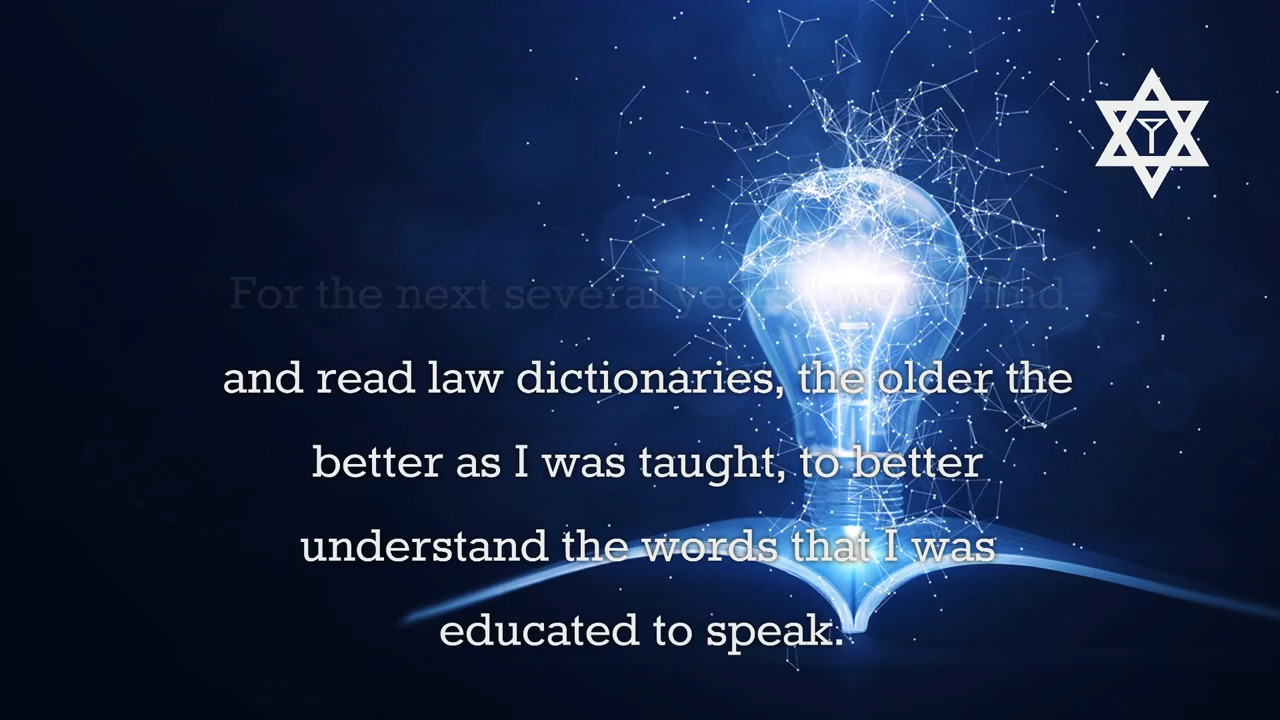 For the next several years I would find
and read law dictionaries, the older the
better as I was taught, to better
understand the words that I was
educated to speak.